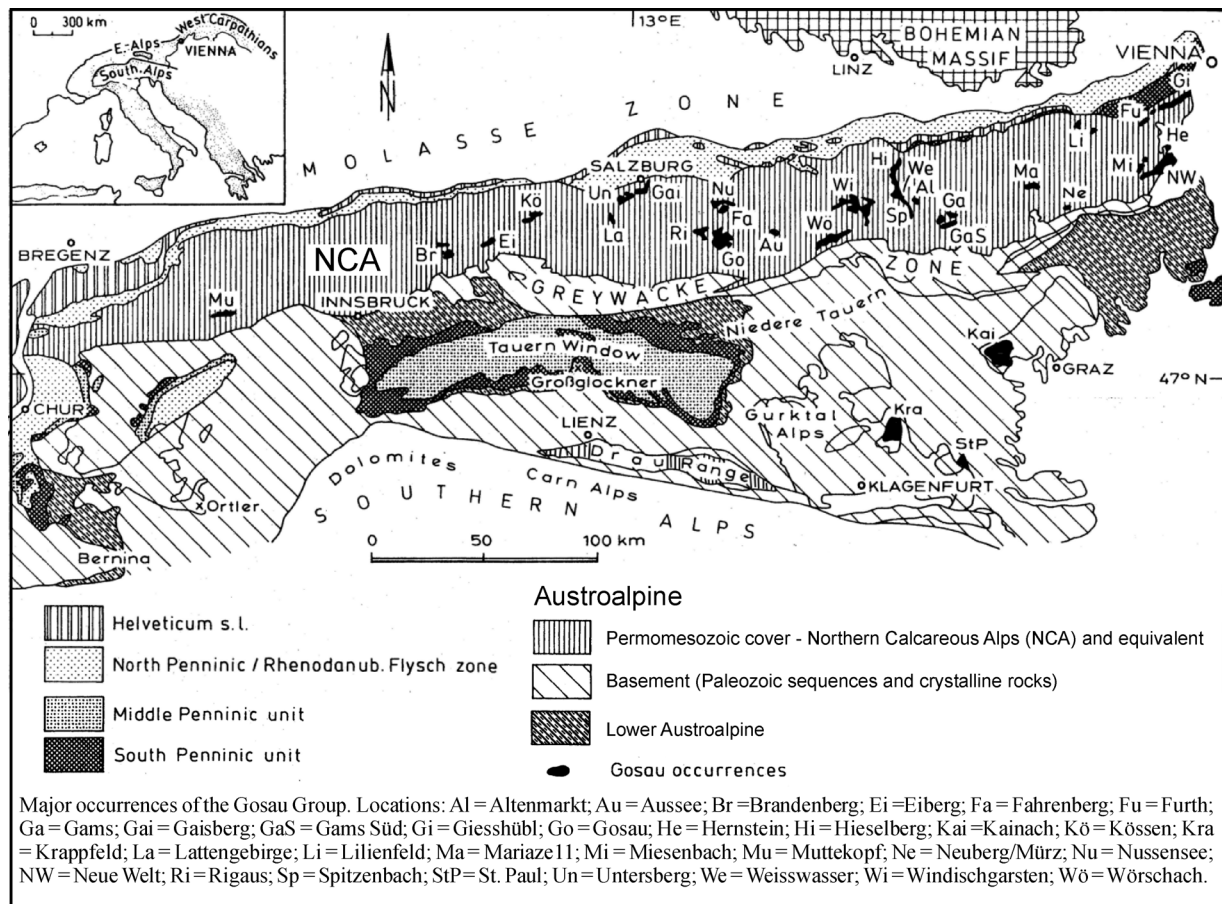 0 300 km
West Carpathians
E.-Alps
VIENNA
South. Alps
N
13°E
BOHEMIAN
MASSIF
LINZ
VIENNA
MOLASSE ZONE
Gi
Fu
He
Li
Mi
NW
SALZBURG
Hi
We
Al
Ma
Un
Gai
Nu
Wi
Ne
Kö
Fa
Sp
Ga
La
Ri
Au
Wö
GaS
Go
BREGENZ
NCA
Br
Ei
Mu
INNSBRUCK
GREYWACKE
ZONE
Niedere Tauern
Tauern Window
Großglockner
Kai
GRAZ
47°N
CHUR
Gurktal
Alps
Kra
LIENZ
StP
Drau Range
Dolomites
Carn Alps
KLAGENFURT
Ortler
SOUTHERN ALPS
Bernina
0 50 100 km
Helveticum s.l.
North Penninic / Rhenodanub. Flysch zone
Middle Penninic unit
South Penninic unit
Austroalpine
Permomesozoic cover - Northern Calcareous Alps (NCA) and equivalent
Basement (Paleozoic sequences and crystalline rocks)
Lower Austroalpine
Gosau occurrences
Major occurrences of the Gosau Group. Locations: Al = Altenmarkt; Au = Aussee; Br =Brandenberg; Ei =Eiberg; Fa = Fahrenberg; Fu = Furth;
Ga = Gams; Gai = Gaisberg; GaS = Gams Süd; Gi = Giesshübl; Go = Gosau; He = Hernstein; Hi = Hieselberg; Kai =Kainach; Kö = Kössen; Kra
= Krappfeld; La = Lattengebirge; Li = Lilienfeld; Ma = Mariaze11; Mi = Miesenbach; Mu = Muttekopf; Ne = Neuberg/Mürz; Nu = Nussensee;
NW = Neue Welt; Ri = Rigaus; Sp = Spitzenbach; StP = St. Paul; Un = Untersberg; We = Weisswasser; Wi = Windischgarsten; Wö = Wörschach.